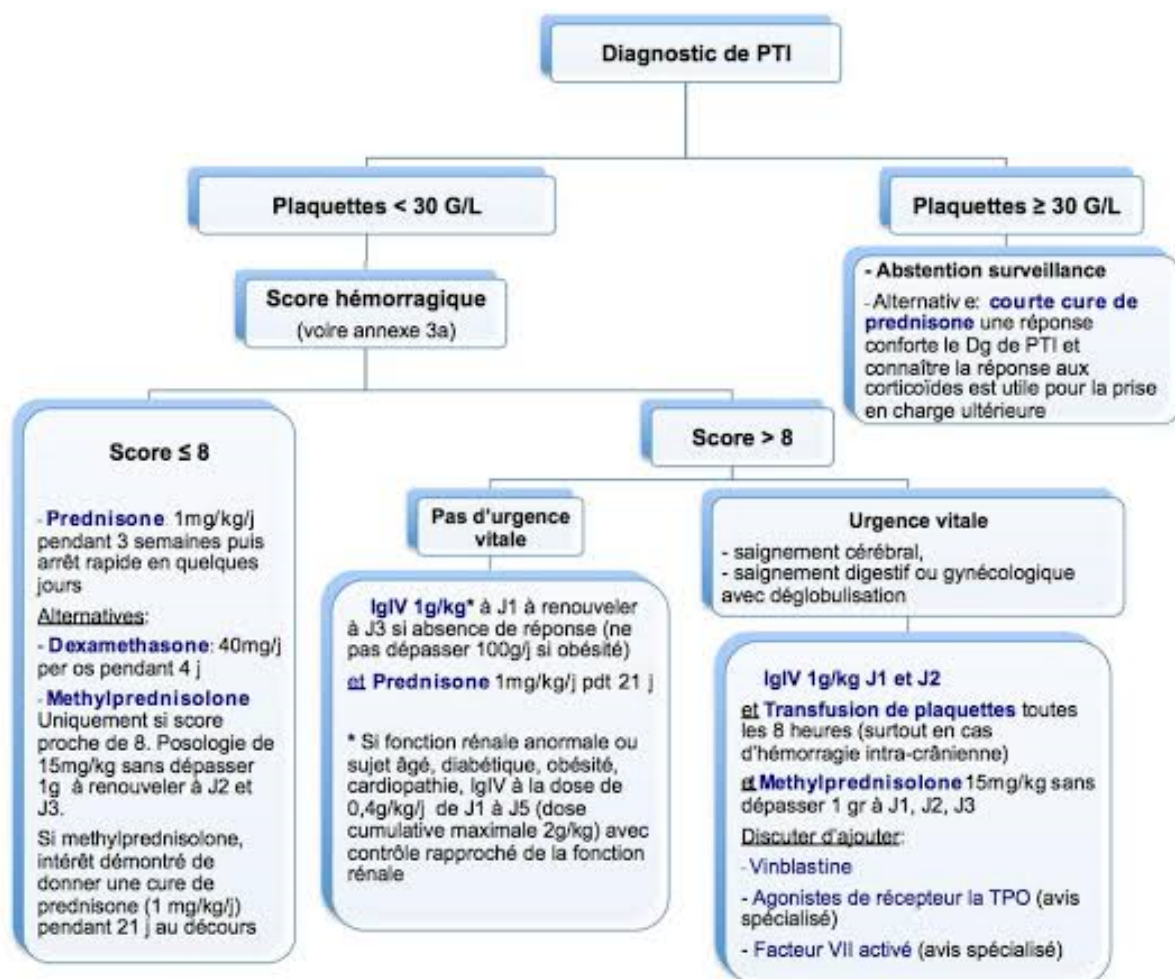 Diagnostic de PTI
Plaquettes < 30 G/L
Plaquettes ≥ 30 G/L
- Abstention surveillance
- Alternative: courte cure de
prednisone une réponse
conforte le Dg de PTI et
connaître la réponse aux
corticoïdes est utile pour la prise
en charge ultérieure
Score hémorragique
(voire annexe 3a)
Score ≤ 8
- Prednisone 1mg/kg/j
pendant 3 semaines puis
arrêt rapide en quelques
jours
Alternatives:
- Dexamethasone: 40mg/j
per os pendant 4 j
- Methylprednisolone
Uniquement si score
proche de 8. Posologie de
15mg/kg sans dépasser
1g à renouveler à J2 et
J3.
Si methylprednisolone,
intérêt démontré de
donner une cure de
prednisone (1 mg/kg/j)
pendant 21 j au décours
Score > 8
Pas d'urgence
vitale
IgIV 1g/kg* à J1 à renouveler
à J3 si absence de réponse (ne
pas dépasser 100g/j si obésité)
et Prednisone 1mg/kg/j pdt 21 j
* Si fonction rénale anormale ou
sujet âgé, diabétique, obésité,
cardiopathie, IgIV à la dose de
0,4g/kg/j de J1 à J5 (dose
cumulative maximale 2g/kg) avec
contrôle rapproché de la fonction
rénale
Urgence vitale
- saignement cérébral,
- saignement digestif ou gynécologique
avec déglobulisation
IgIV 1g/kg J1 et J2
et Transfusion de plaquettes toutes
les 8 heures (surtout en cas
d'hémorragie intra-crânienne)
et Methylprednisolone 15mg/kg sans
dépasser 1 gr à J1, J2, J3
Discuter d'ajouter:
- Vinblastine
- Agonistes de récepteur la TPO (avis
spécialisé)
- Facteur VII activé (avis spécialisé)